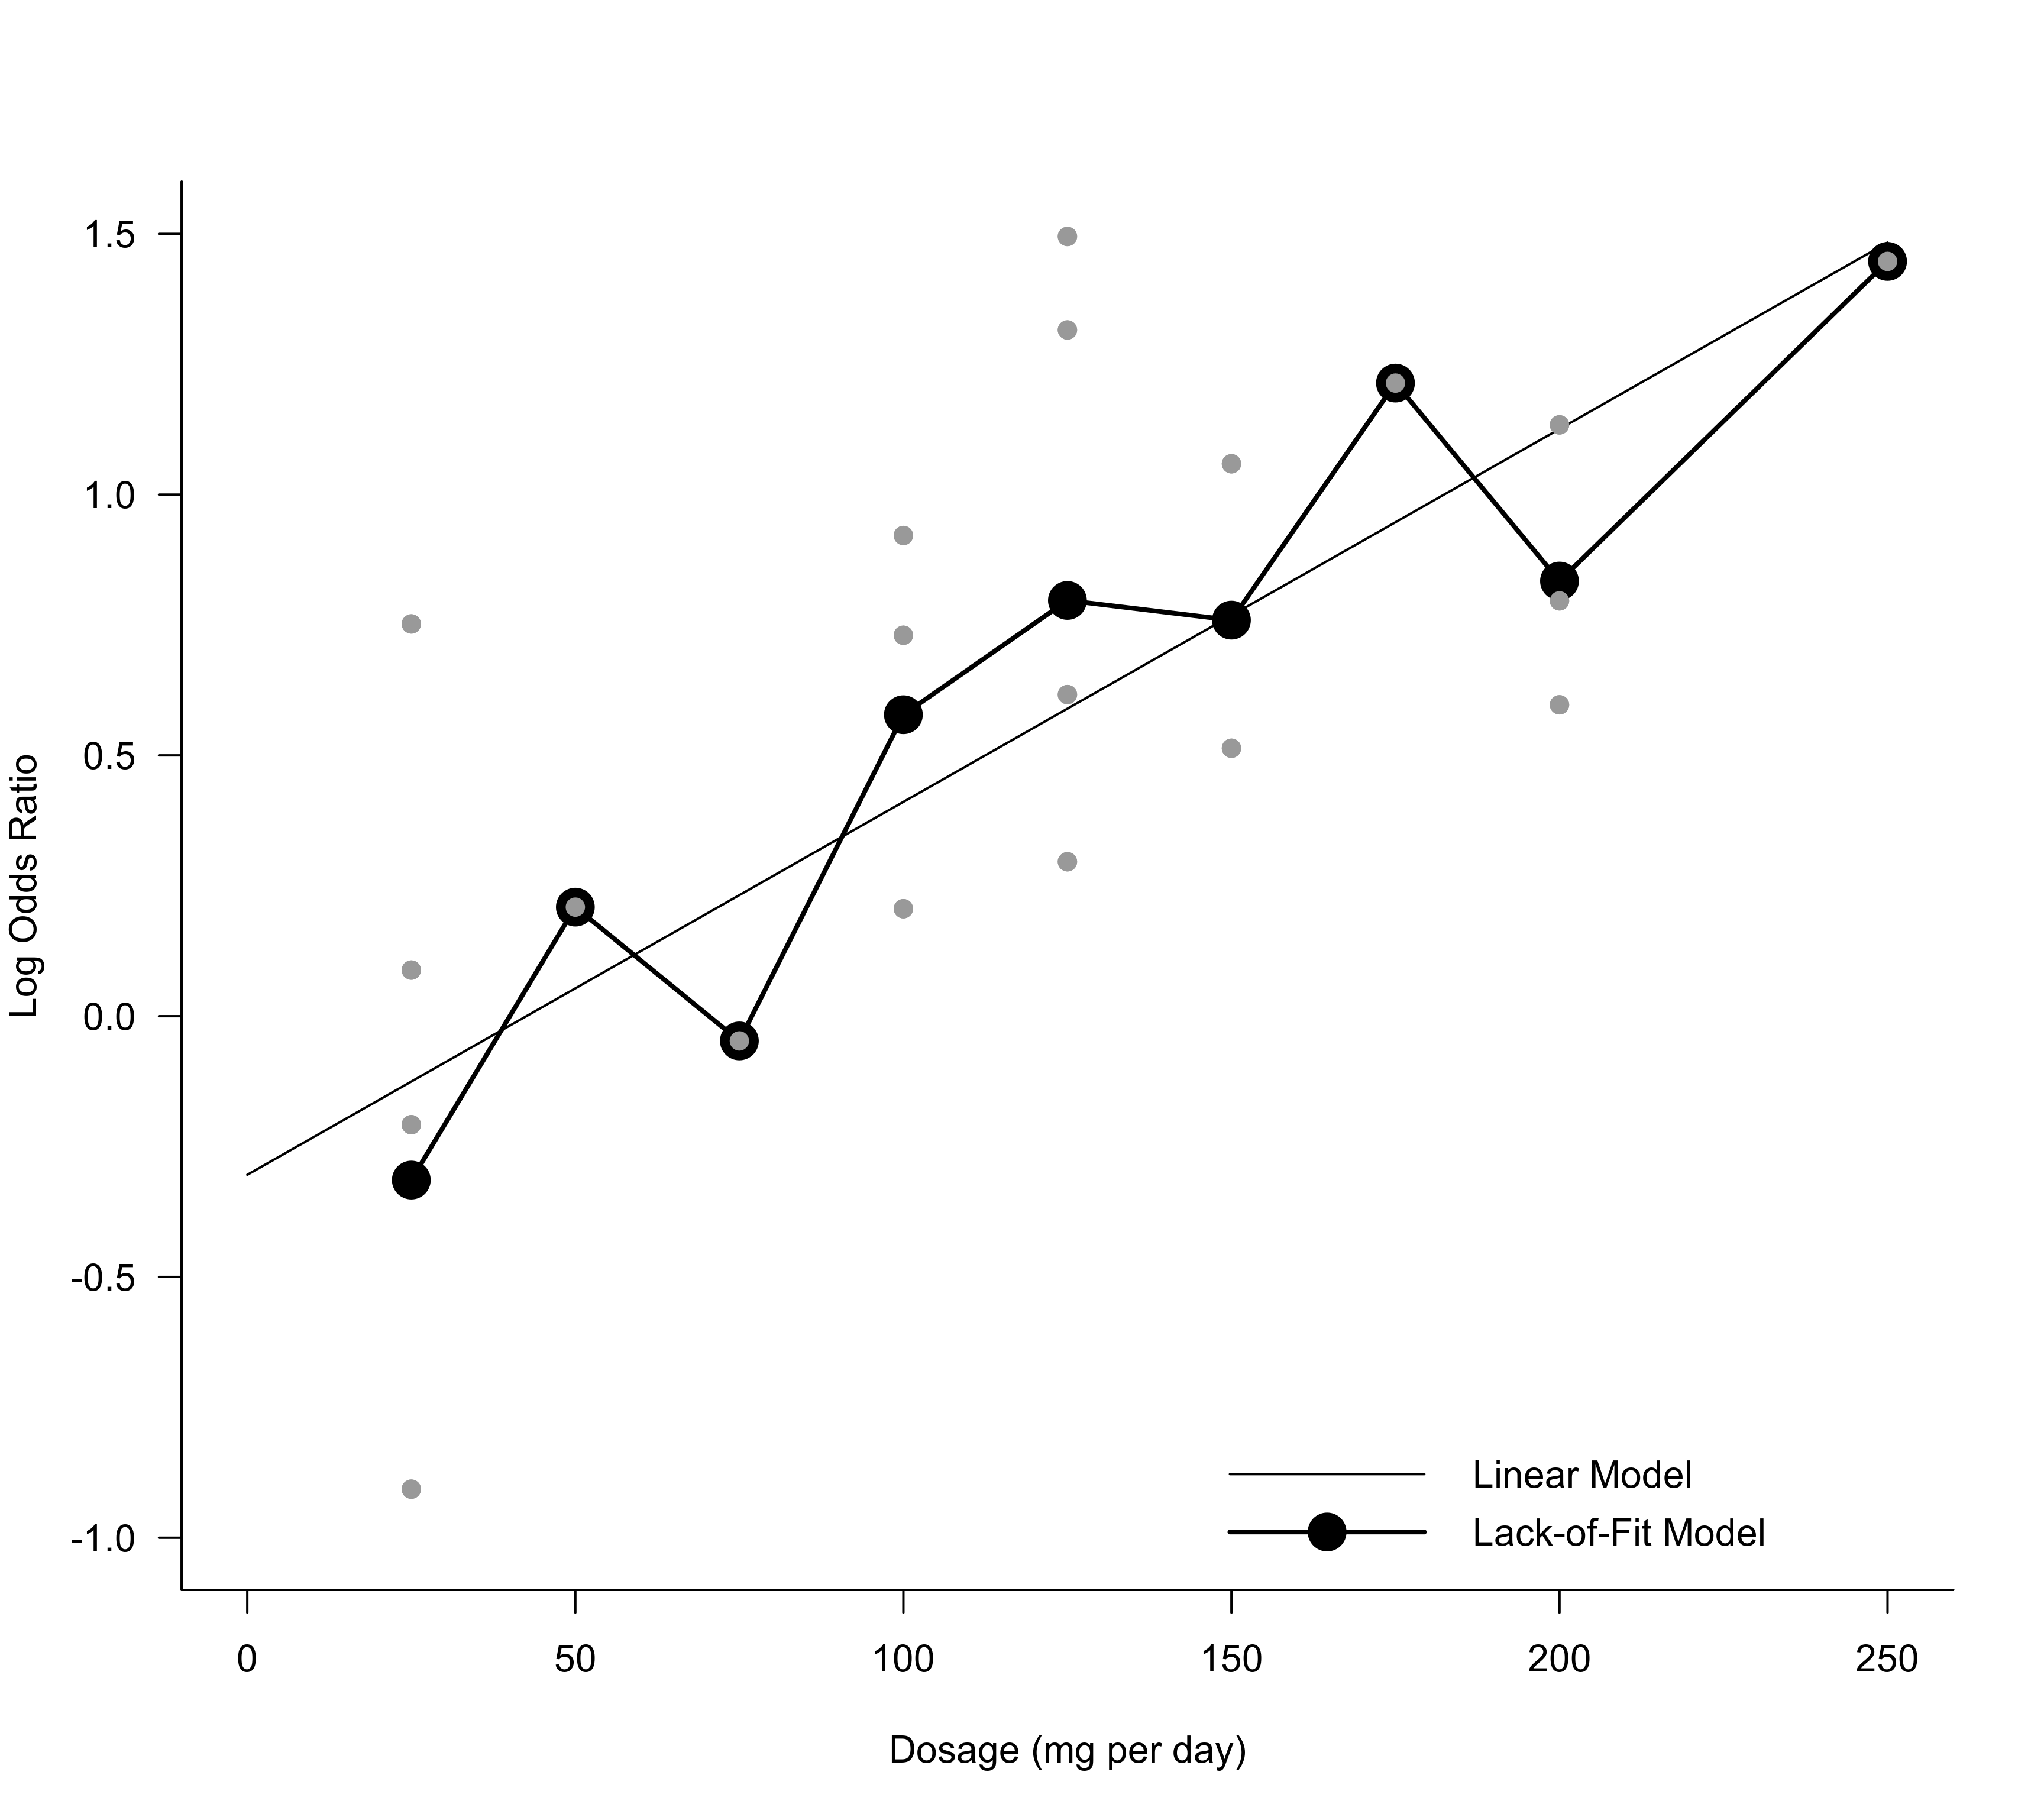 1.5
1.0
0.5
0.0
-0.5
-1.0
Log Odds Ratio
Linear Model
Lack-of-Fit Model
0 50 100 150 200 250
Dosage (mg per day)